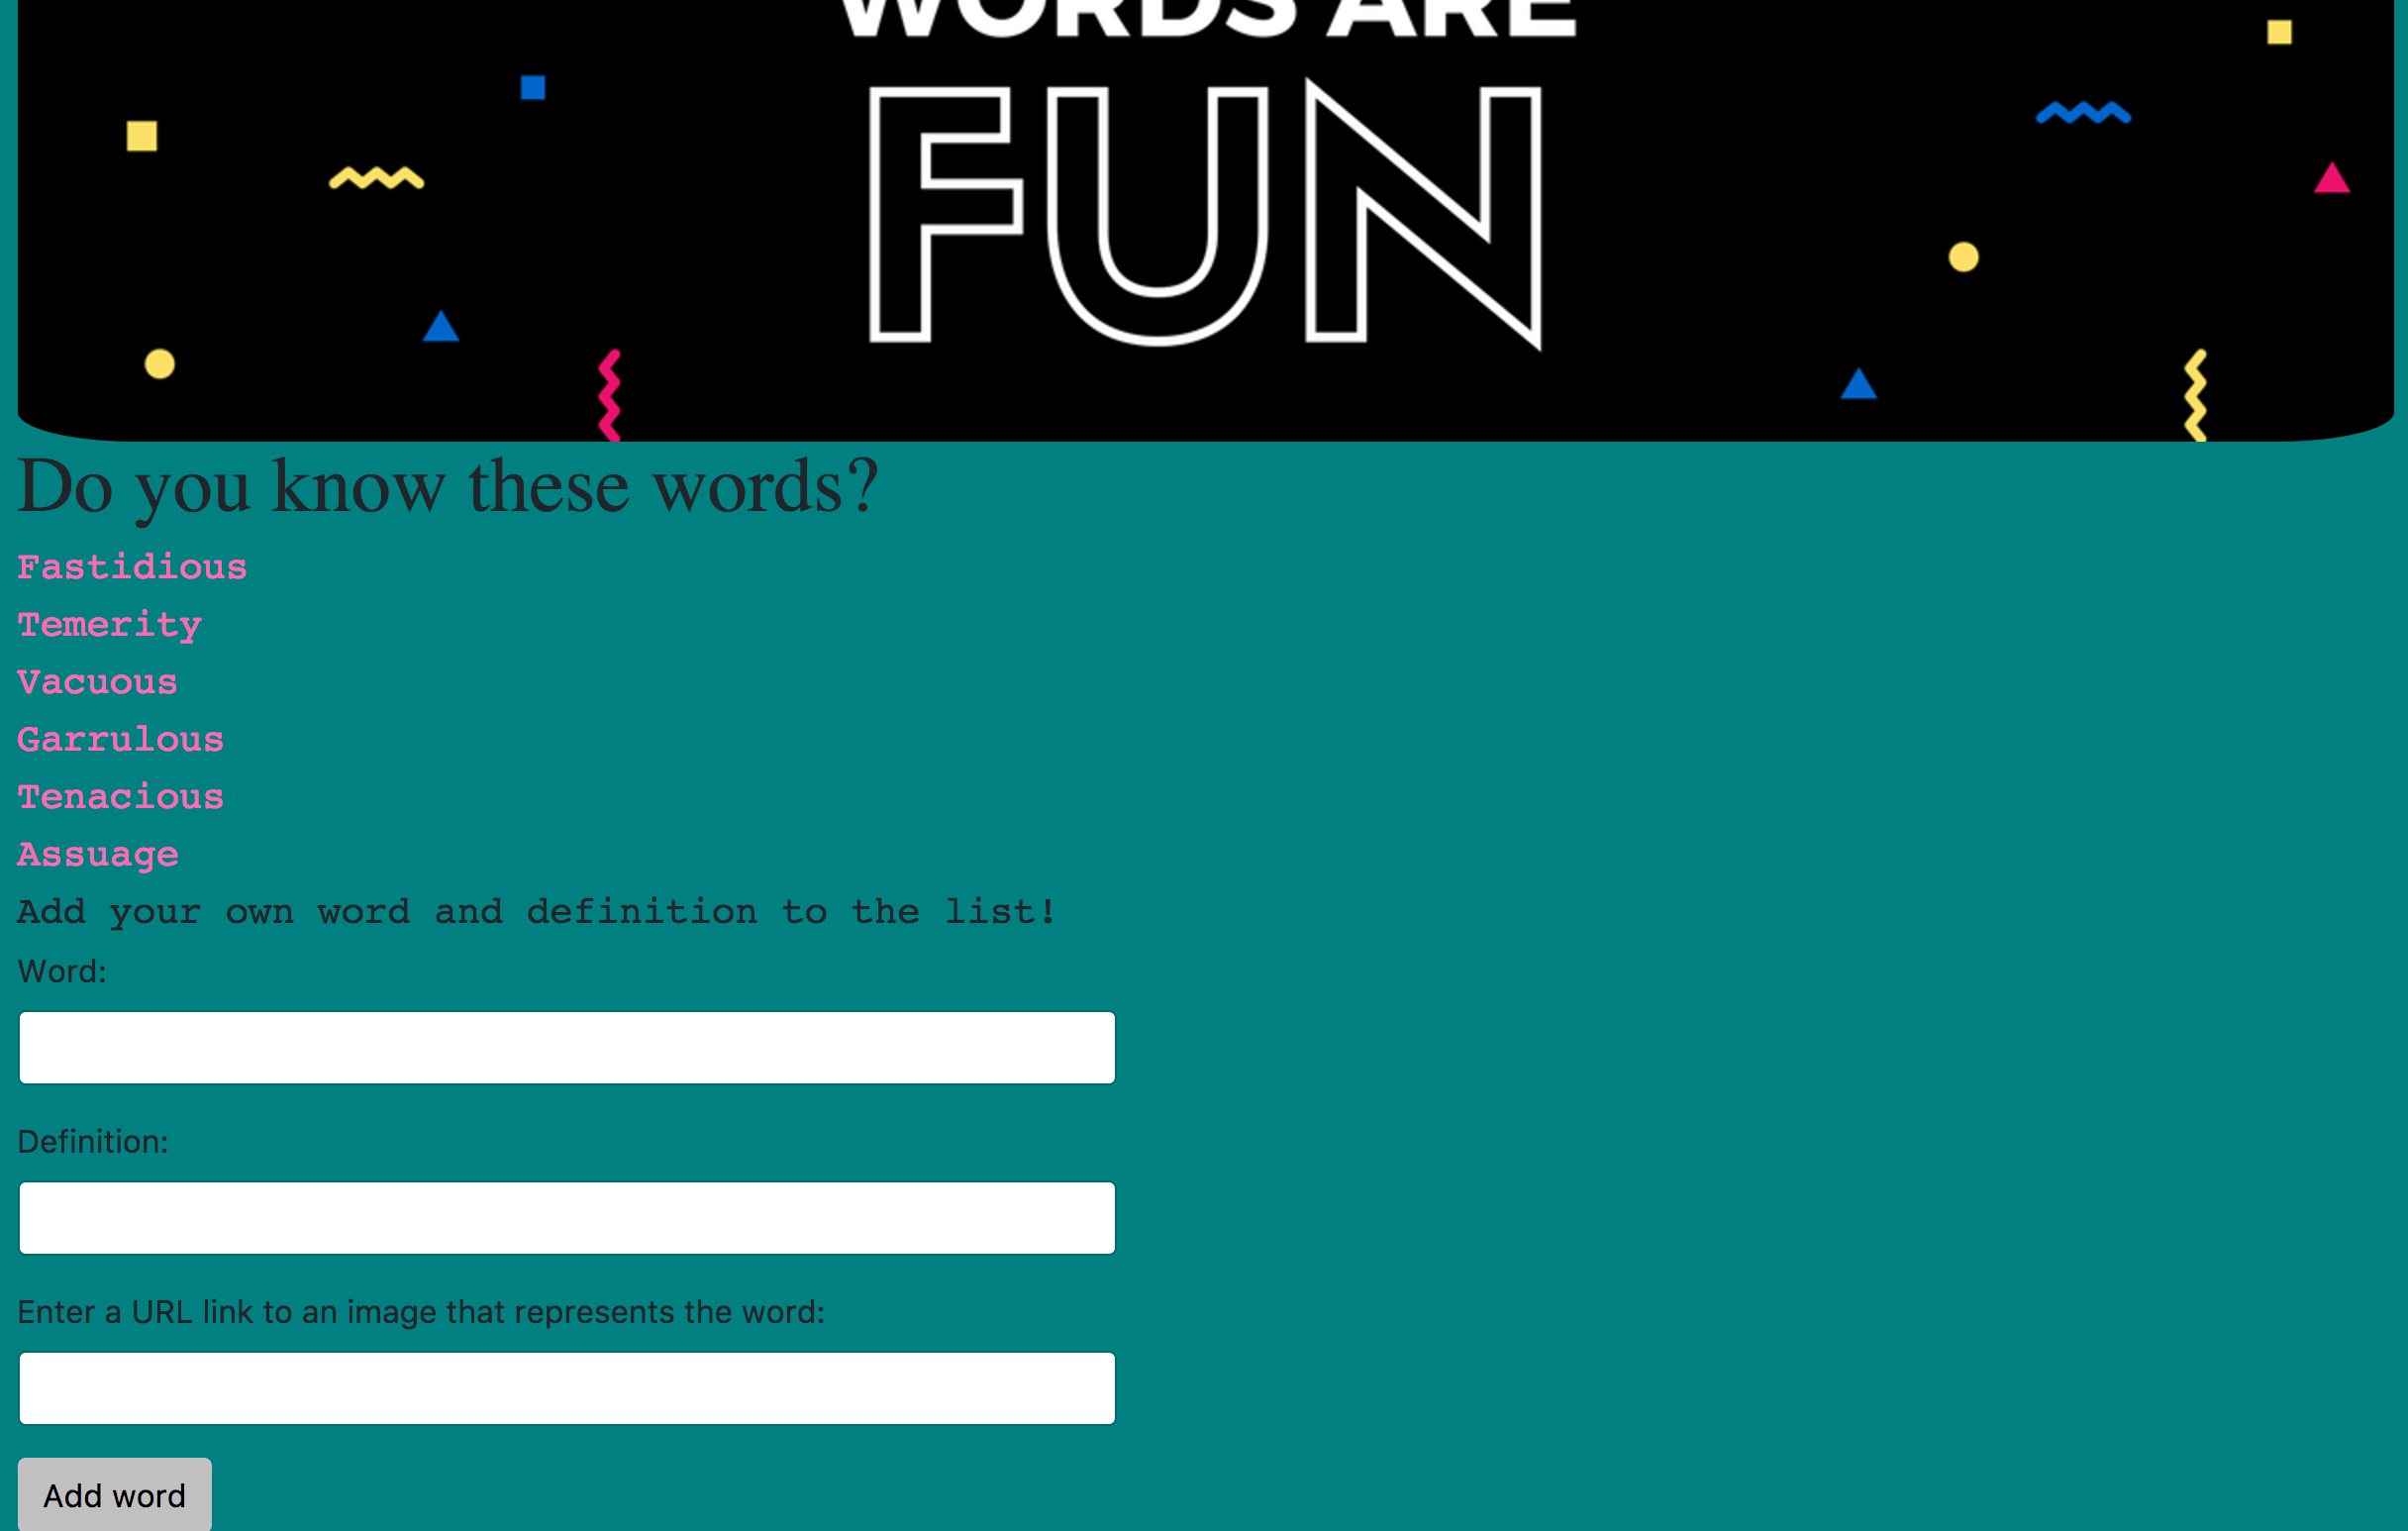 WORDS ARE
FUN
Do you know these words?
Fastidious
Temerity
Vacuous
Garrulous
Tenacious
Assuage
Add your own word and definition to the list!
Word:
Definition:
Enter a URL link to an image that represents the word:
Add word